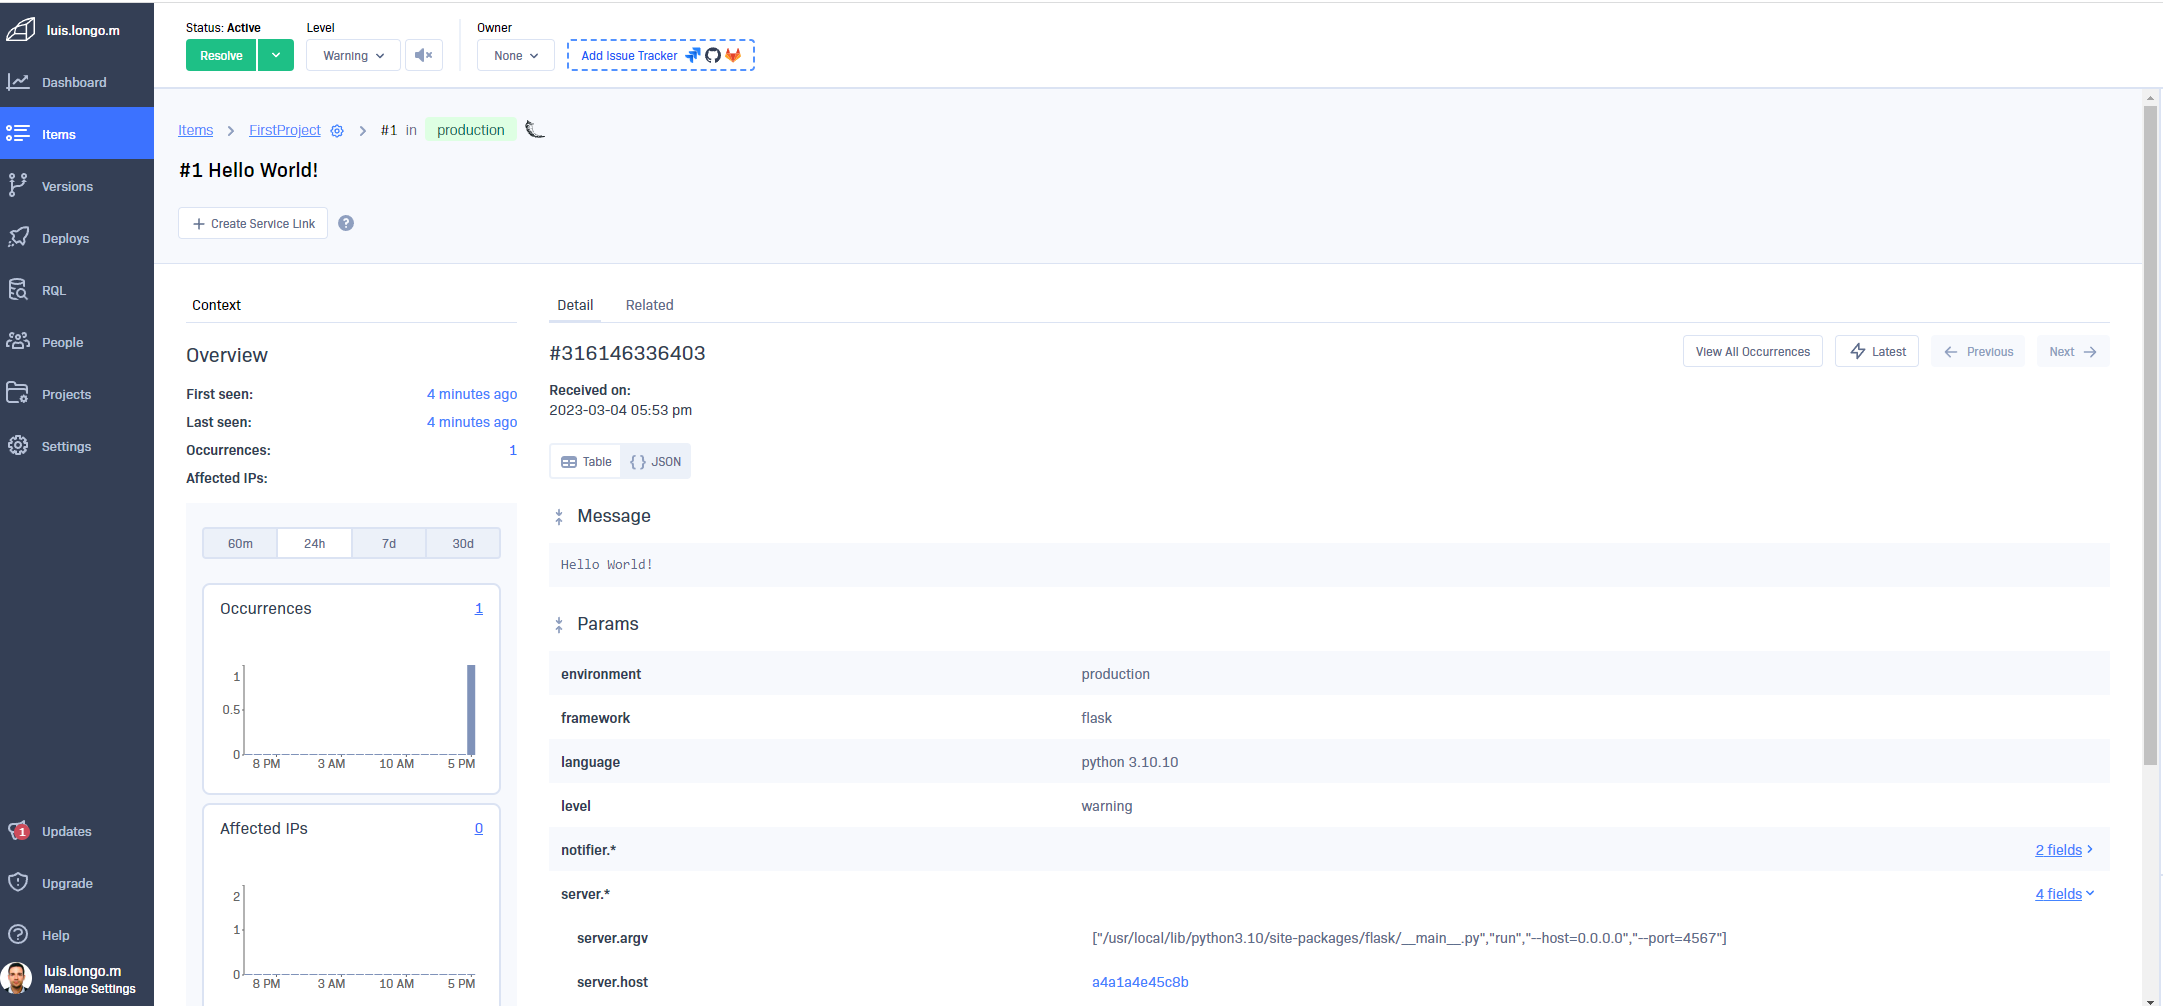 luis.longo.m
Dashboard
Items
Versions
Deploys
RQL
People
Projects
Settings
1
Updates
Upgrade
Help
luis.longo.m
Manage Settings
Status: Active
Level
Owner
Resolve
Warning
None
Add Issue Tracker
Items
FirstProject
#1 in production
#1 Hello World!
+ Create Service Link
?
Context
Overview
First seen: 4 minutes ago
Last seen: 4 minutes ago
Occurrences: 1
Affected IPs:
60m 24h 7d 30d
Occurrences 1
1
0.5
0
8 PM 3 AM 10 AM 5 PM
Affected IPs 0
2
1
0
8 PM 3 AM 10 AM 5 PM
Detail Related
#316146336403
View All Occurrences Latest Previous Next
Received on:
2023-03-04 05:53 pm
Table {} JSON
Message
Hello World!
Params
environment production
framework flask
language python 3.10.10
level warning
notifier.* 2 fields
server.* 4 fields
server.argv ["/usr/local/lib/python3.10/site-packages/flask/__main__.py","run","--host=0.0.0.0","--port=4567"]
server.host a4a1a4e45c8b